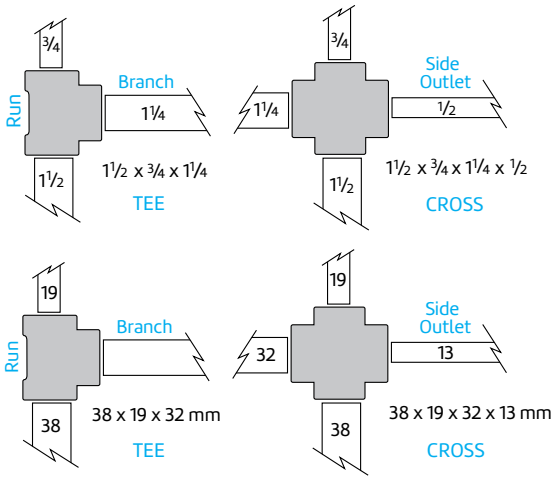 3/4
Branch
Run
1 1/4
1 1/2
1 1/2 x 3/4 x 1 1/4
TEE
3/4
Side
Outlet
1 1/4
1/2
1 1/2
1 1/2 x 3/4 x 1 1/4 x 1/2
CROSS
19
Branch
Run
38
38 x 19 x 32 mm
TEE
19
Side
Outlet
32
13
38
38 x 19 x 32 x 13 mm
CROSS